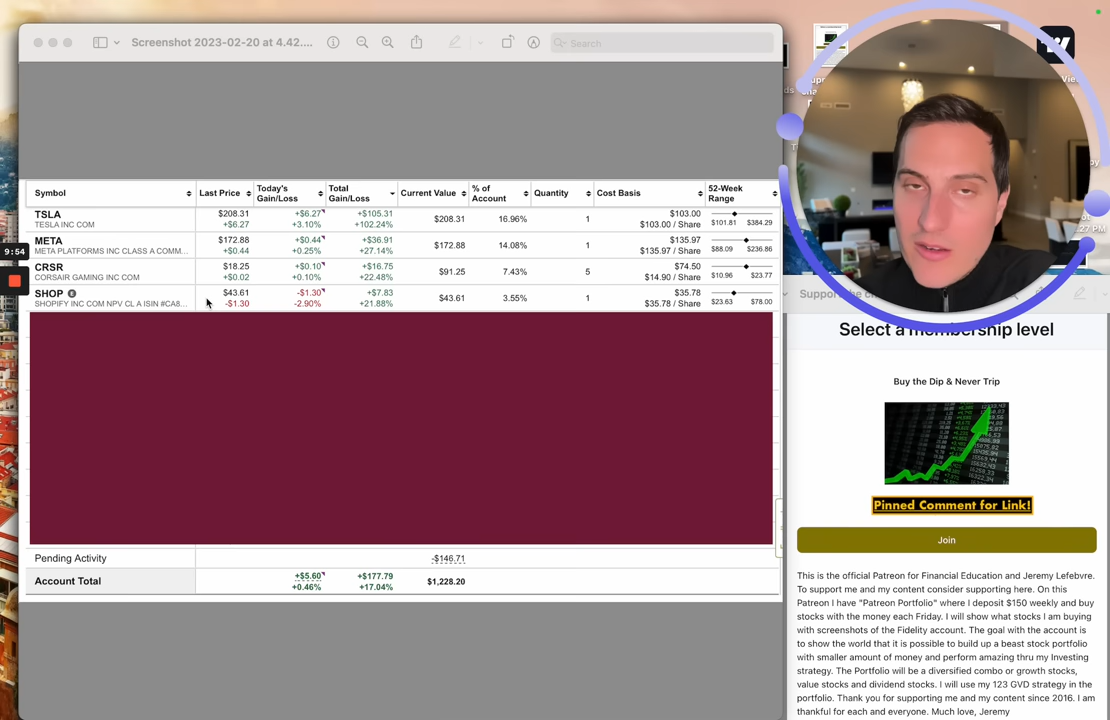 Screenshot 2023-02-20 at 4.42....
Search
Symbol
Last Price
Today's Gain/Loss
Total Gain/Loss
Current Value
% of Account
Quantity
Cost Basis
52-Week Range
TSLA
TESLA INC COM
$208.31
+$6.27
+$6.27
+3.10%
+$105.31
+102.24%
$208.31
16.96%
1
$103.00
$103.00 / Share
$101.81 $384.29
META
META PLATFORMS INC CLASS A COMM...
$172.88
+$0.44
+$0.44
+0.25%
+$36.91
+27.14%
$172.88
14.08%
1
$135.97
$135.97 / Share
$88.09 $236.86
CRSR
CORSAIR GAMING INC COM
$18.25
+$0.02
+$0.10
+0.10%
+$16.75
+22.48%
$91.25
7.43%
5
$74.50
$14.90 / Share
$10.96 $23.77
SHOP E
SHOPIFY INC COM NPV CL A ISIN #CA8...
$43.61
-$1.30
-$1.30
-2.90%
+$7.83
+21.88%
$43.61
3.55%
1
$35.78
$35.78 / Share
$23.63 $78.00
Pending Activity
-$146.71
Account Total
+$5.60
+0.46%
+$177.79
+17.04%
$1,228.20
9:54
.27 PM
Select a membership level
Buy the Dip & Never Trip
Pinned Comment for Link!
Join
This is the official Patreon for Financial Education and Jeremy Lefebvre.
To support me and my content consider supporting here. On this
Patreon I have "Patreon Portfolio" where I deposit $150 weekly and buy
stocks with the money each Friday. I will show what stocks I am buying
with screenshots of the Fidelity account. The goal with the account is
to show the world that it is possible to build up a beast stock portfolio
with smaller amount of money and perform amazing thru my Investing
strategy. The Portfolio will be a diversified combo or growth stocks,
value stocks and dividend stocks. I will use my 123 GVD strategy in the
portfolio. Thank you for supporting me and my content since 2016. I am
thankful for each and everyone. Much love, Jeremy